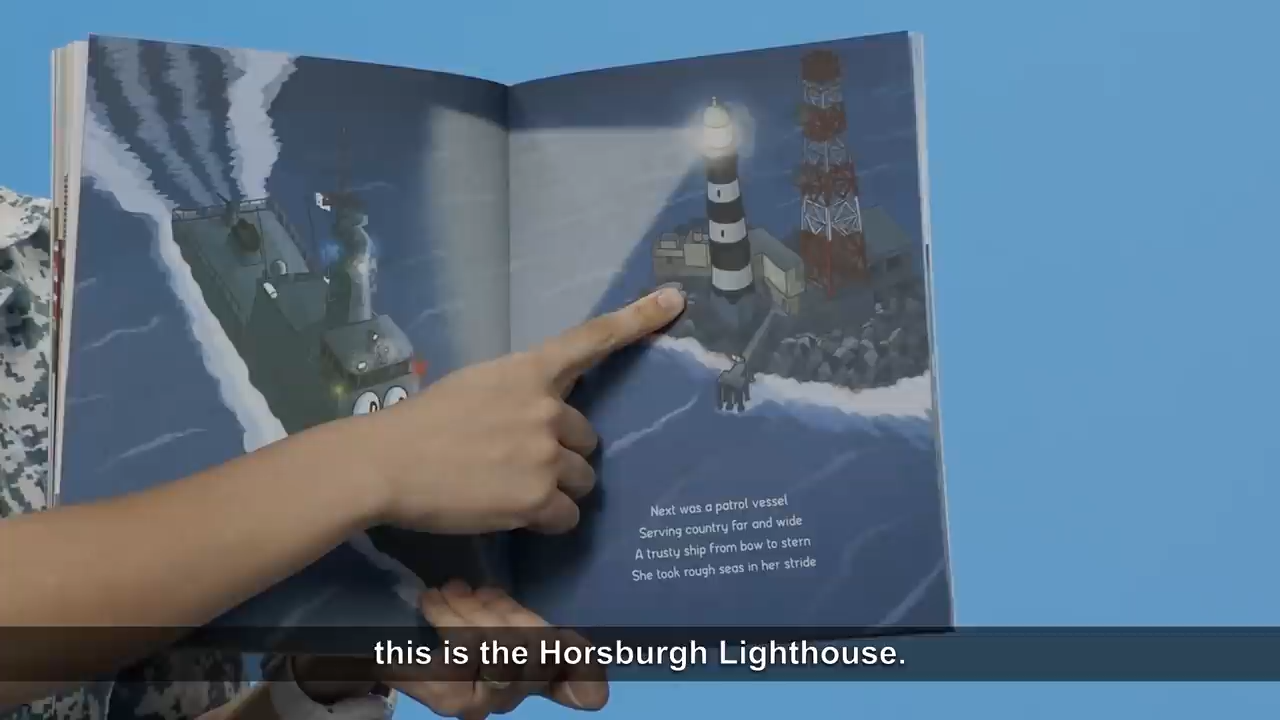 Next was a patrol vessel
Serving country far and wide
A trusty ship from bow to stern
She took rough seas in her stride
this is the Horsburgh Lighthouse.